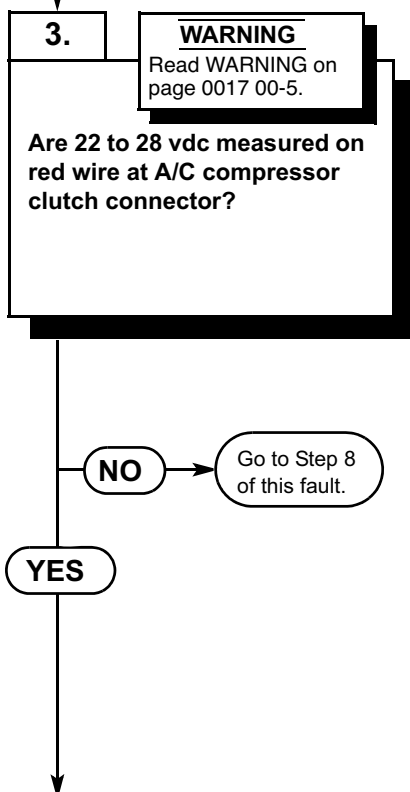 3.
WARNING
Read WARNING on
page 0017 00-5.
Are 22 to 28 vdc measured on
red wire at A/C compressor
clutch connector?
NO
Go to Step 8
of this fault.
YES